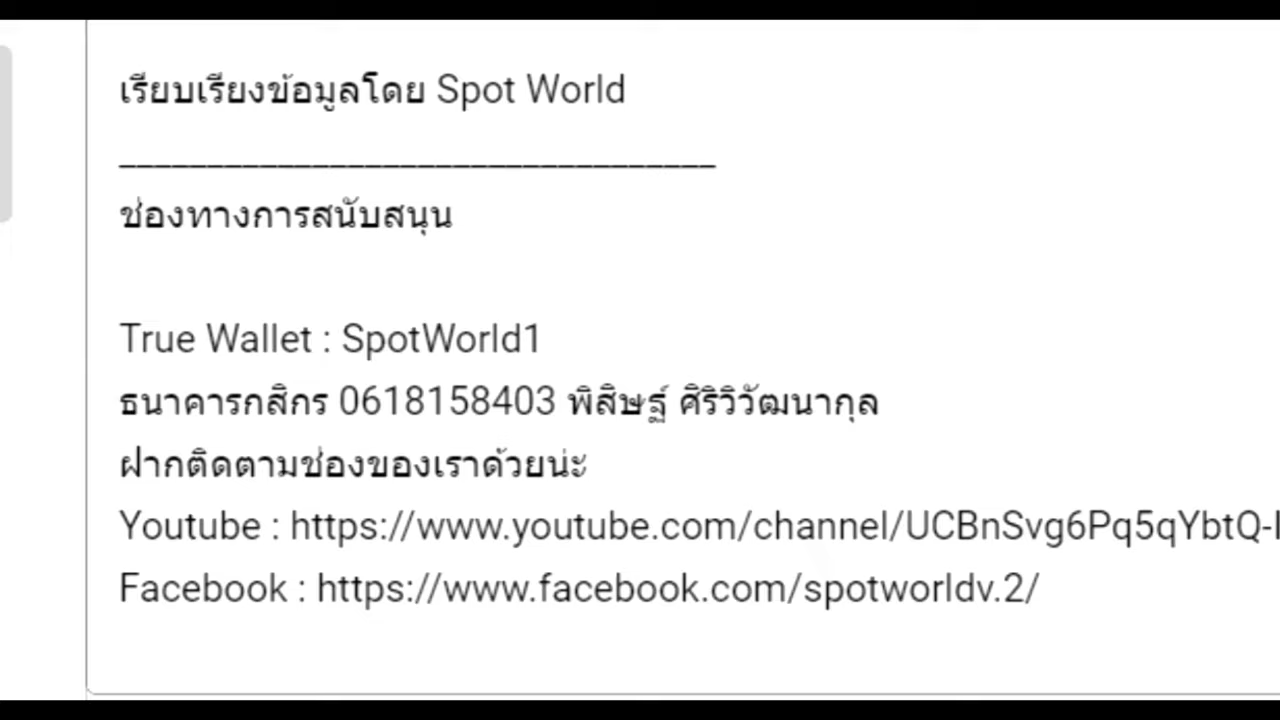 เรียบเรียงข้อมูลโดย Spot World
__________________________________
ช่องทางการสนับสนุน
True Wallet : SpotWorld1
ธนาคารกสิกร 0618158403 พิสิษฐ์ ศิริวิวัฒนากุล
ฝากติดตามช่องของเราด้วยน่ะ
Youtube : https://www.youtube.com/channel/UCBnSvg6Pq5qYbtQ-
Facebook : https://www.facebook.com/spotworldv.2/